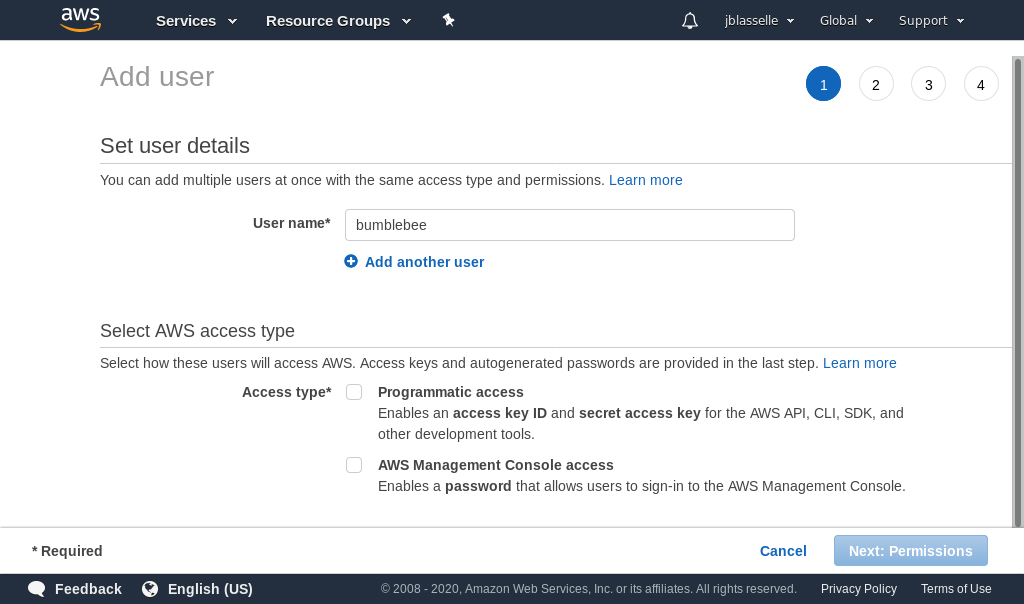 aws Services Resource Groups jblasselle Global Support
Add user 1 2 3 4
Set user details
You can add multiple users at once with the same access type and permissions. Learn more
User name* bumblebee
Add another user
Select AWS access type
Select how these users will access AWS. Access keys and autogenerated passwords are provided in the last step. Learn more
Access type* Programmatic access
Enables an access key ID and secret access key for the AWS API, CLI, SDK, and
other development tools.
AWS Management Console access
Enables a password that allows users to sign-in to the AWS Management Console.
* Required Cancel Next: Permissions
Feedback English (US) © 2008 - 2020, Amazon Web Services, Inc. or its affiliates. All rights reserved. Privacy Policy Terms of Use